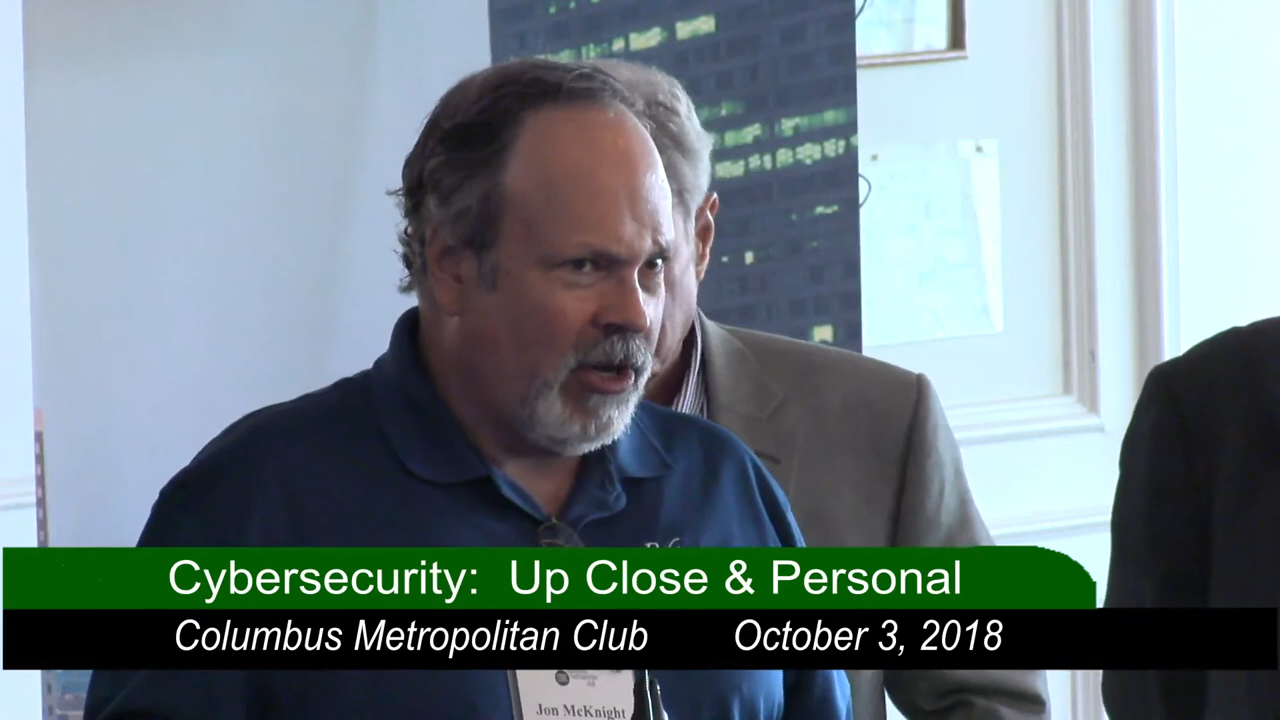 Cybersecurity: Up Close & Personal
Columbus Metropolitan Club October 3, 2018
Jon McKnight